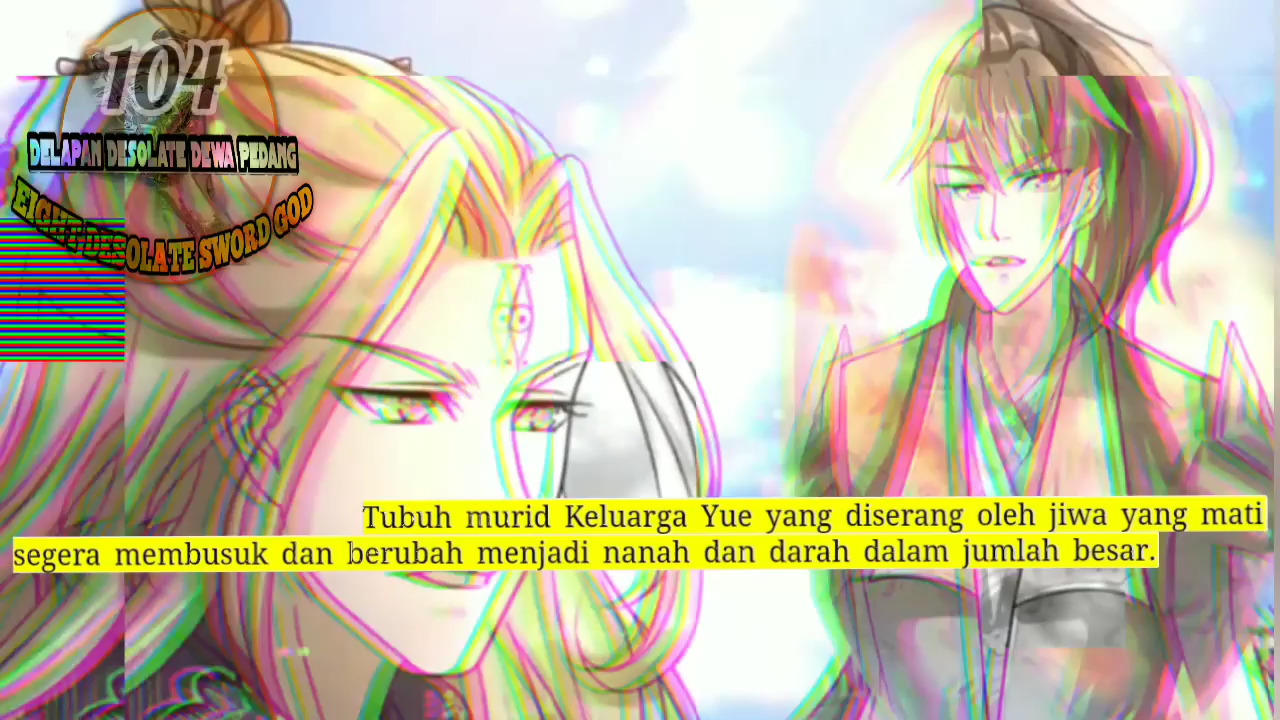 104
DELAPAN DESOLATE DEWA PEDANG
EIGHT DESOLATE SWORD GOD
Tubuh murid Keluarga Yue yang diserang oleh jiwa yang mati
segera membusuk dan berubah menjadi nanah dan darah dalam jumlah besar.